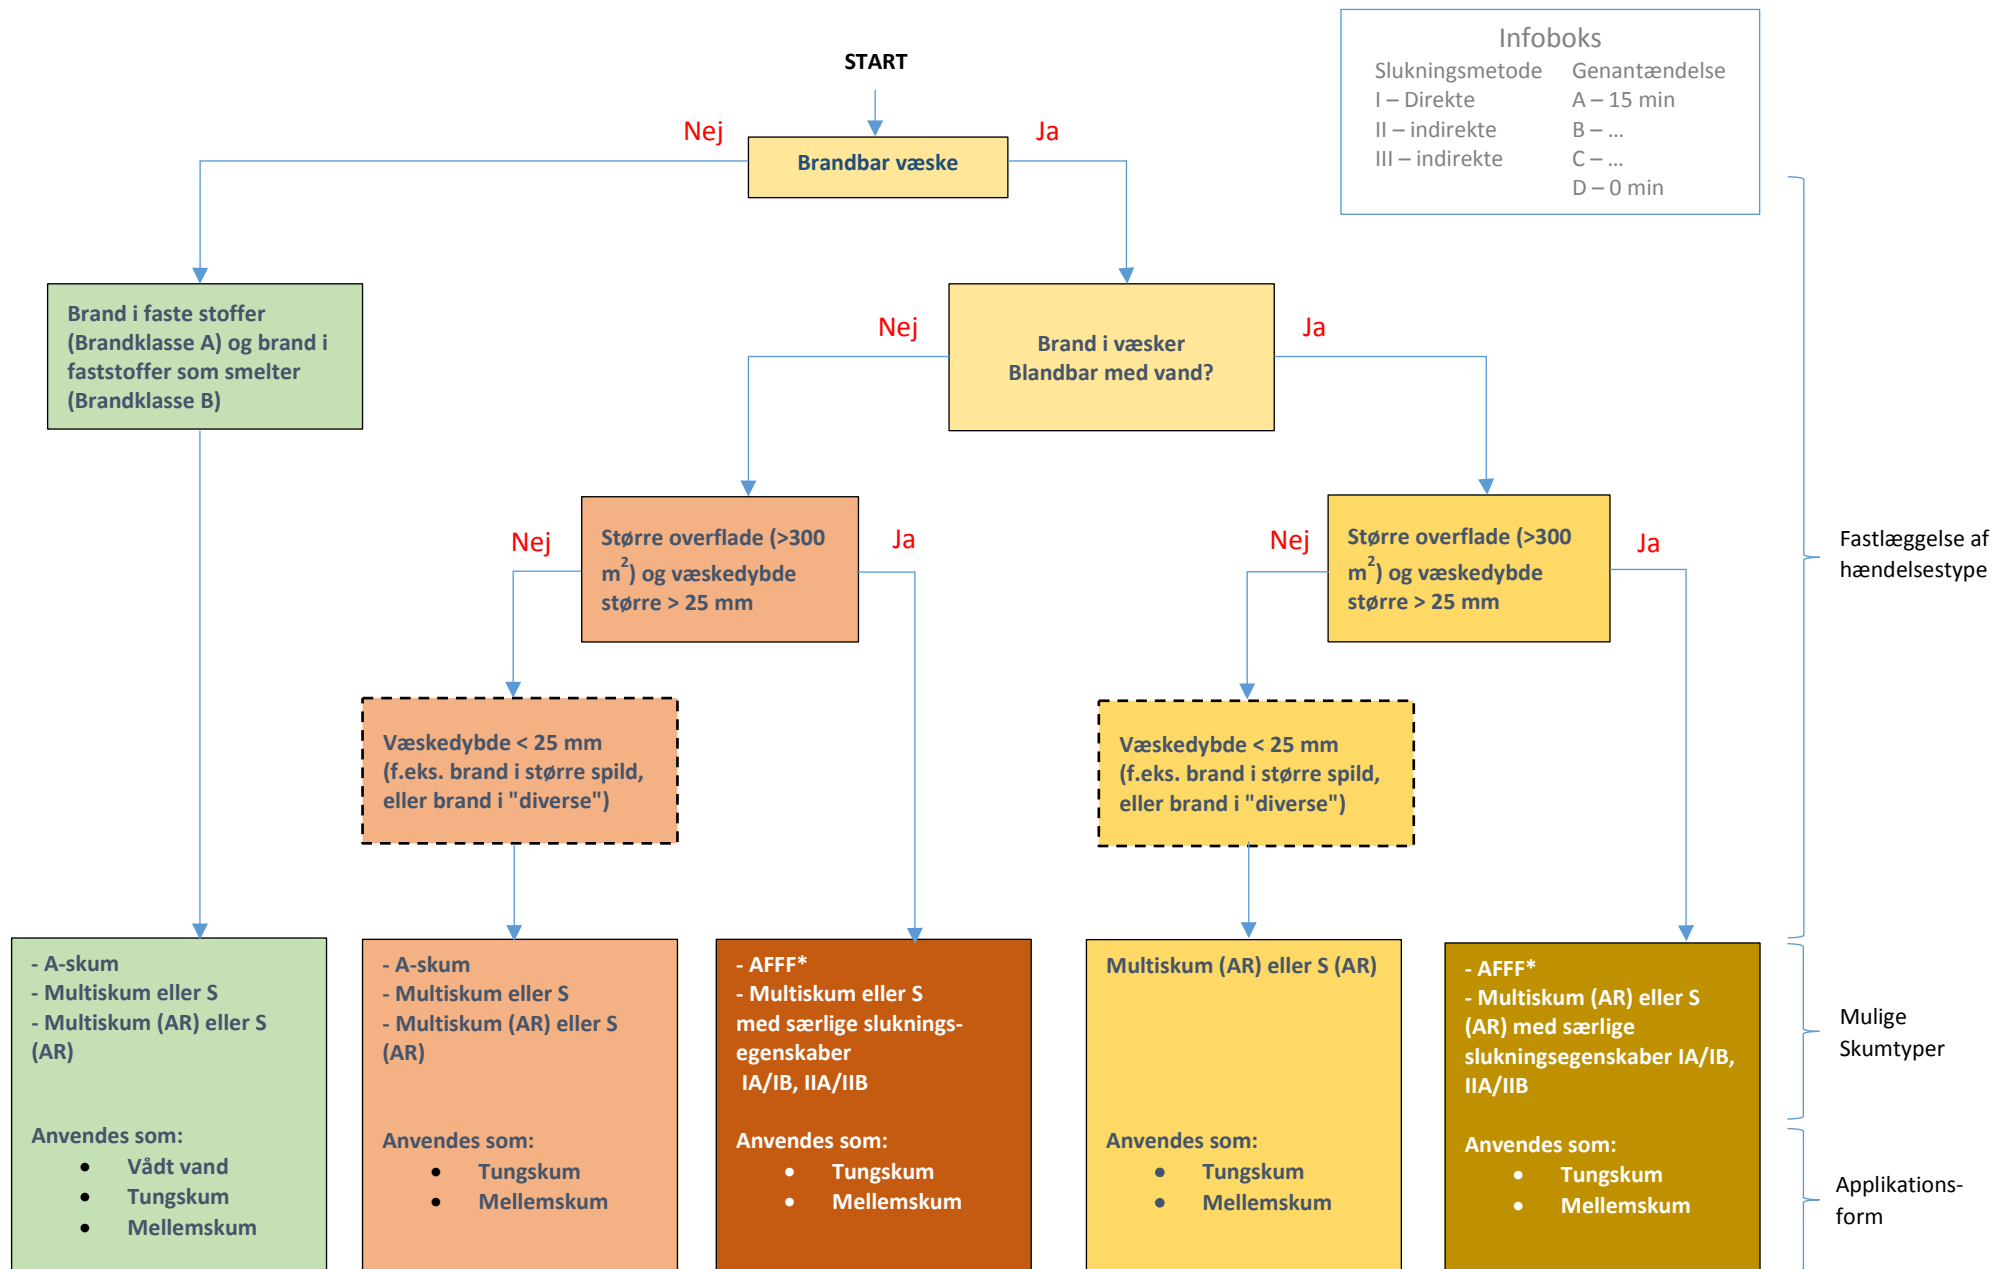 START
Infoboks
Slukningsmetode Genantændelse
I – Direkte A – 15 min
II – indirekte B – ...
III – indirekte C – ...
D – 0 min
Nej
Ja
Brandbar væske
Brand i faste stoffer
(Brandklasse A) og brand i
faststoffer som smelter
(Brandklasse B)
Nej
Ja
Brand i væsker
Blandbar med vand?
Nej
Ja
Større overflade (>300
m2) og væskedybde
større > 25 mm
Nej
Ja
Større overflade (>300
m2) og væskedybde
større > 25 mm
Fastlæggelse af
hændelsestype
Væskedybde < 25 mm
(f.eks. brand i større spild,
eller brand i "diverse")
Væskedybde < 25 mm
(f.eks. brand i større spild,
eller brand i "diverse")
- A-skum
- Multiskum eller S
- Multiskum (AR) eller S
(AR)
Anvendes som:
• Vådt vand
• Tungskum
• Mellemskum
- A-skum
- Multiskum eller S
- Multiskum (AR) eller S
(AR)
Anvendes som:
• Tungskum
• Mellemskum
- AFFF*
- Multiskum eller S
med særlige sluknings-
egenskaber
IA/IB, IIA/IIB
Anvendes som:
• Tungskum
• Mellemskum
Multiskum (AR) eller S (AR)
Anvendes som:
• Tungskum
• Mellemskum
- AFFF*
- Multiskum (AR) eller S
(AR) med særlige
slukningsegenskaber IA/IB,
IIA/IIB
Anvendes som:
• Tungskum
• Mellemskum
Mulige
Skumtyper
Applikations-
form